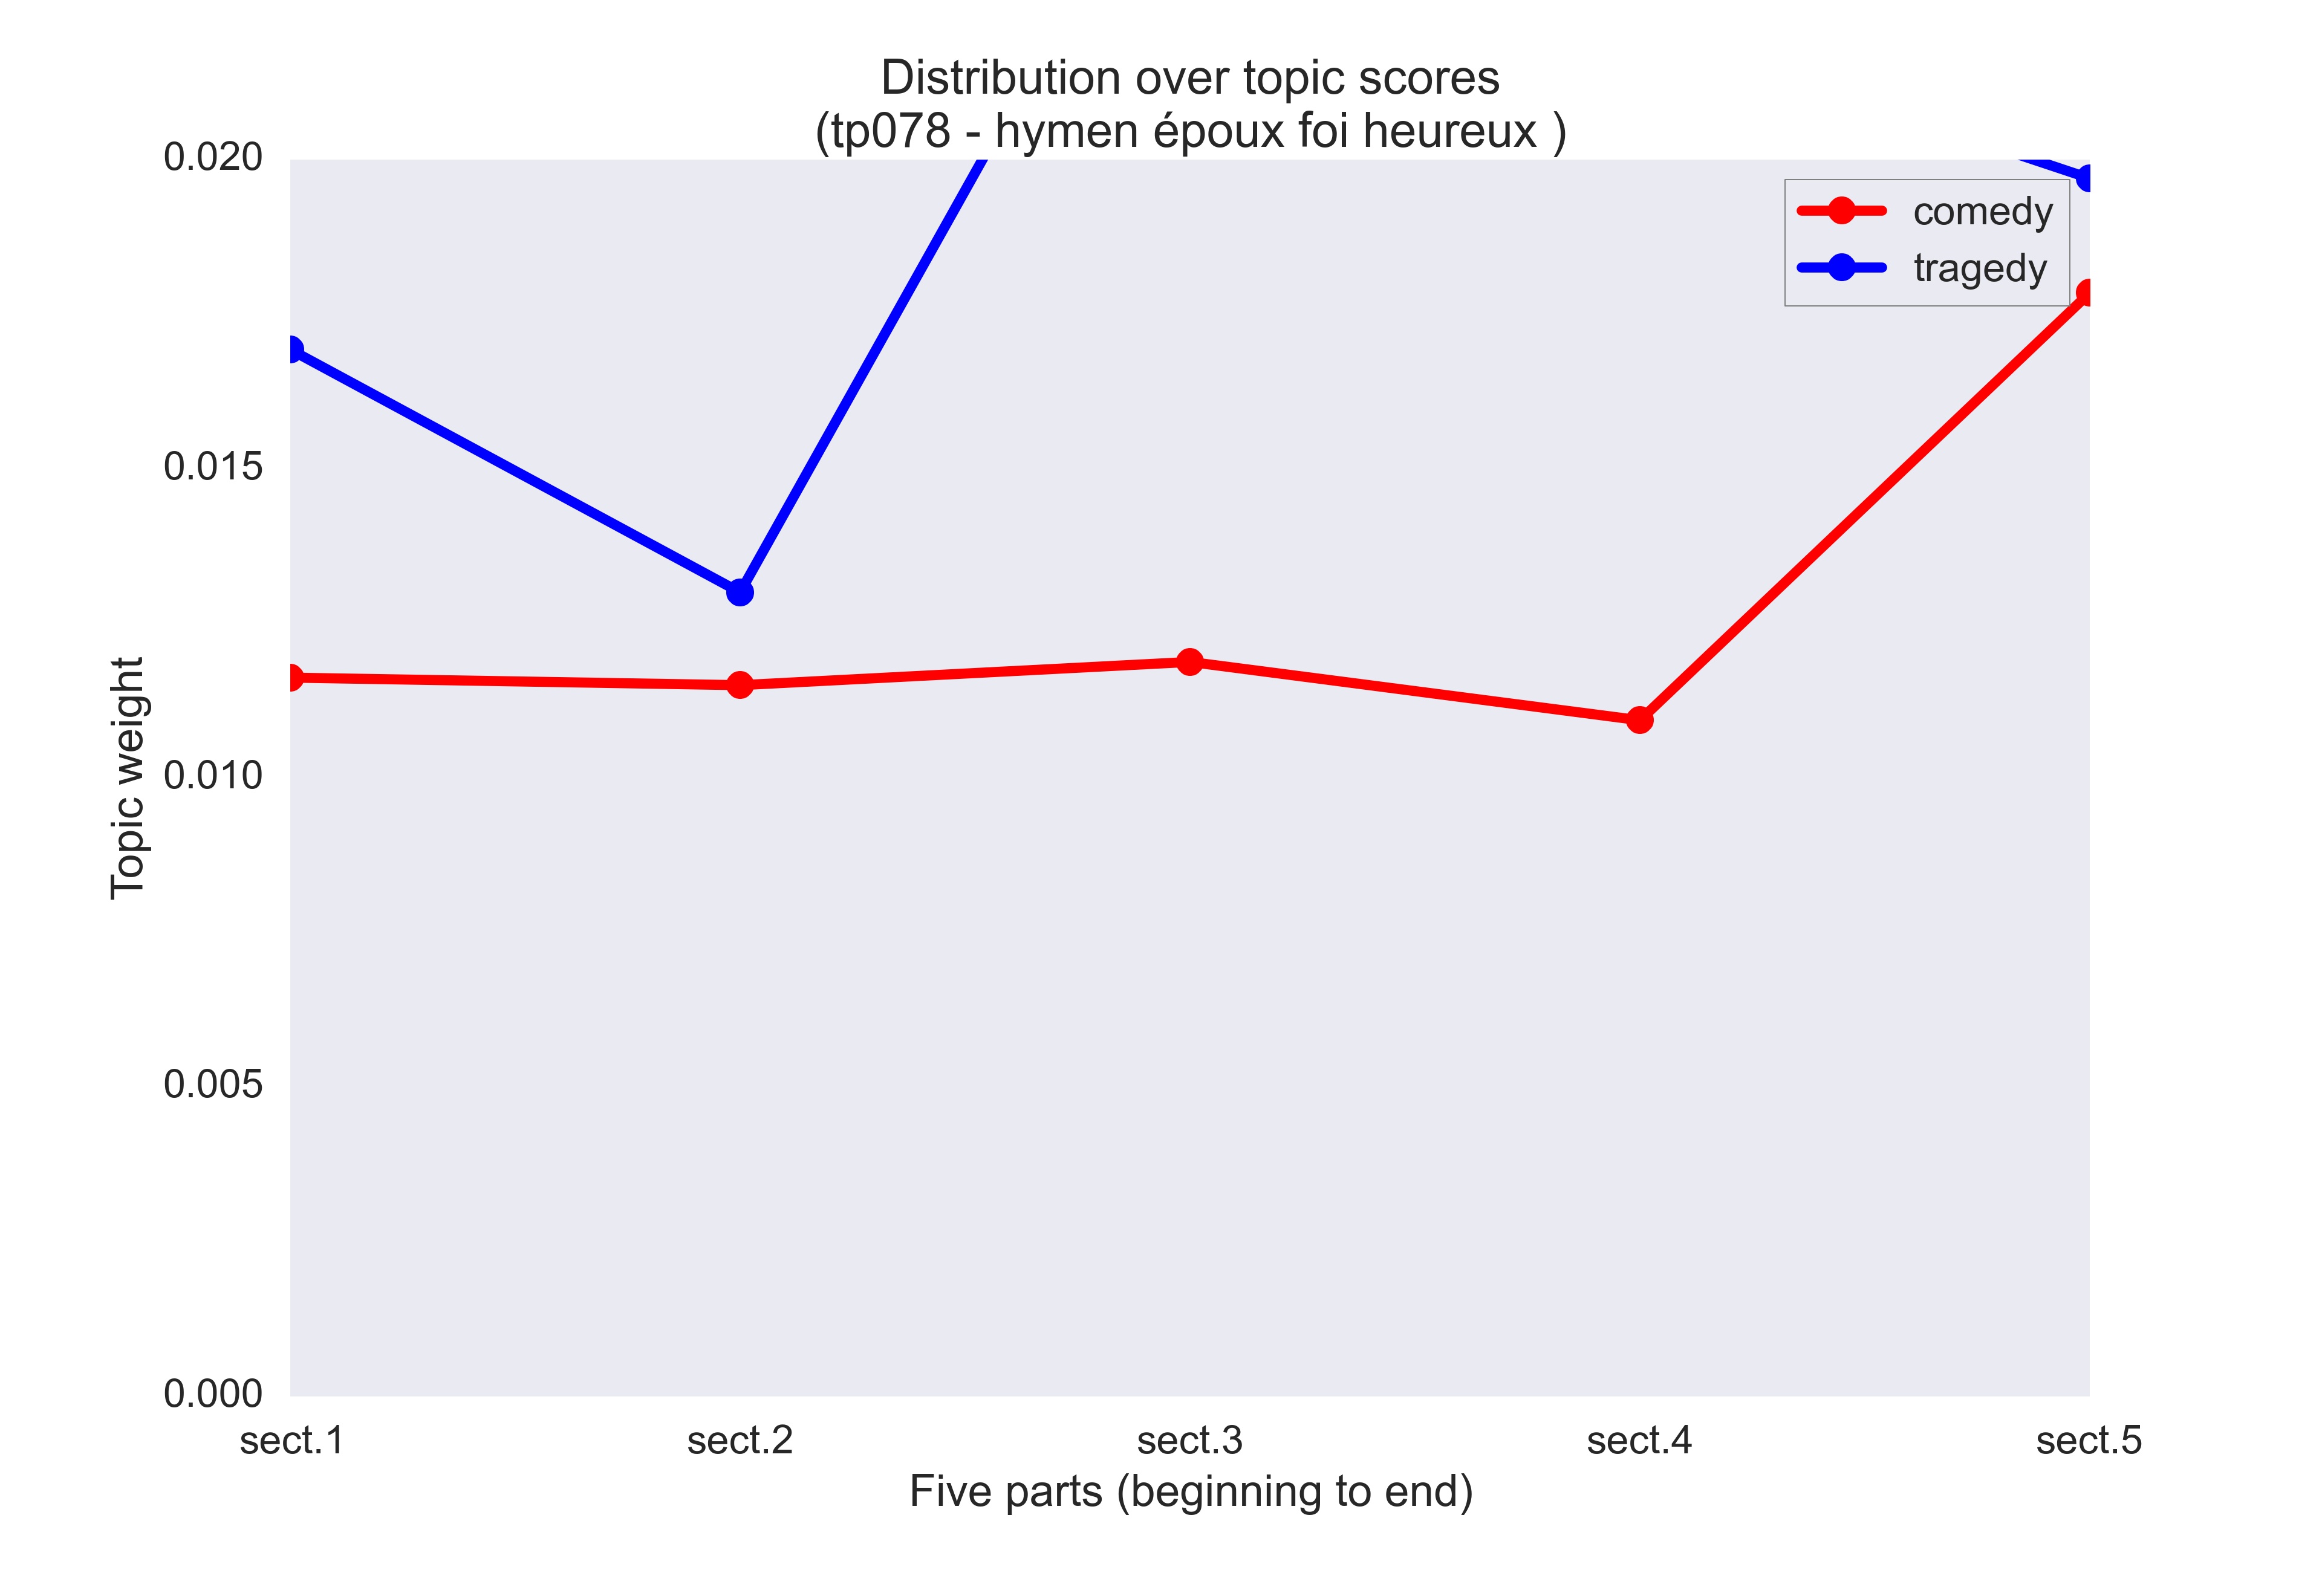 Distribution over topic scores
(tp078 - hymen époux foi heureux )
0.020
0.015
0.010
0.005
0.000
Topic weight
comedy
tragedy
sect.1
sect.2
sect.3
sect.4
sect.5
Five parts (beginning to end)